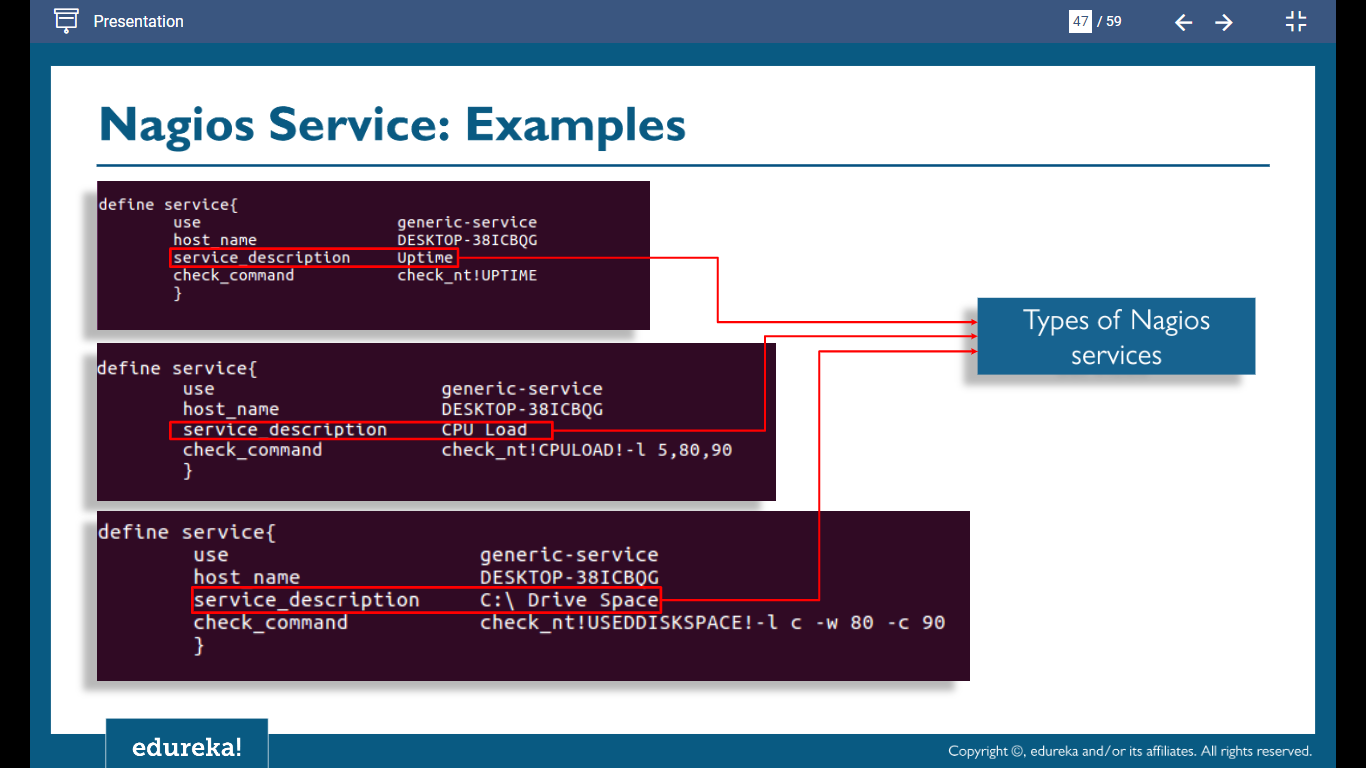 Presentation
47 / 59
Nagios Service: Examples
define service{
use generic-service
host_name DESKTOP-38ICBQG
service_description Uptime
check_command check_nt!UPTIME
}
define service{
use generic-service
host_name DESKTOP-38ICBQG
service_description CPU Load
check_command check_nt!CPULOAD!-l 5,80,90
}
define service{
use generic-service
host_name DESKTOP-38ICBQG
service_description C:\ Drive Space
check_command check_nt!USEDDISKSPACE!-l c -w 80 -c 90
}
Types of Nagios
services
edureka!
Copyright ©, edureka and/or its affiliates. All rights reserved.